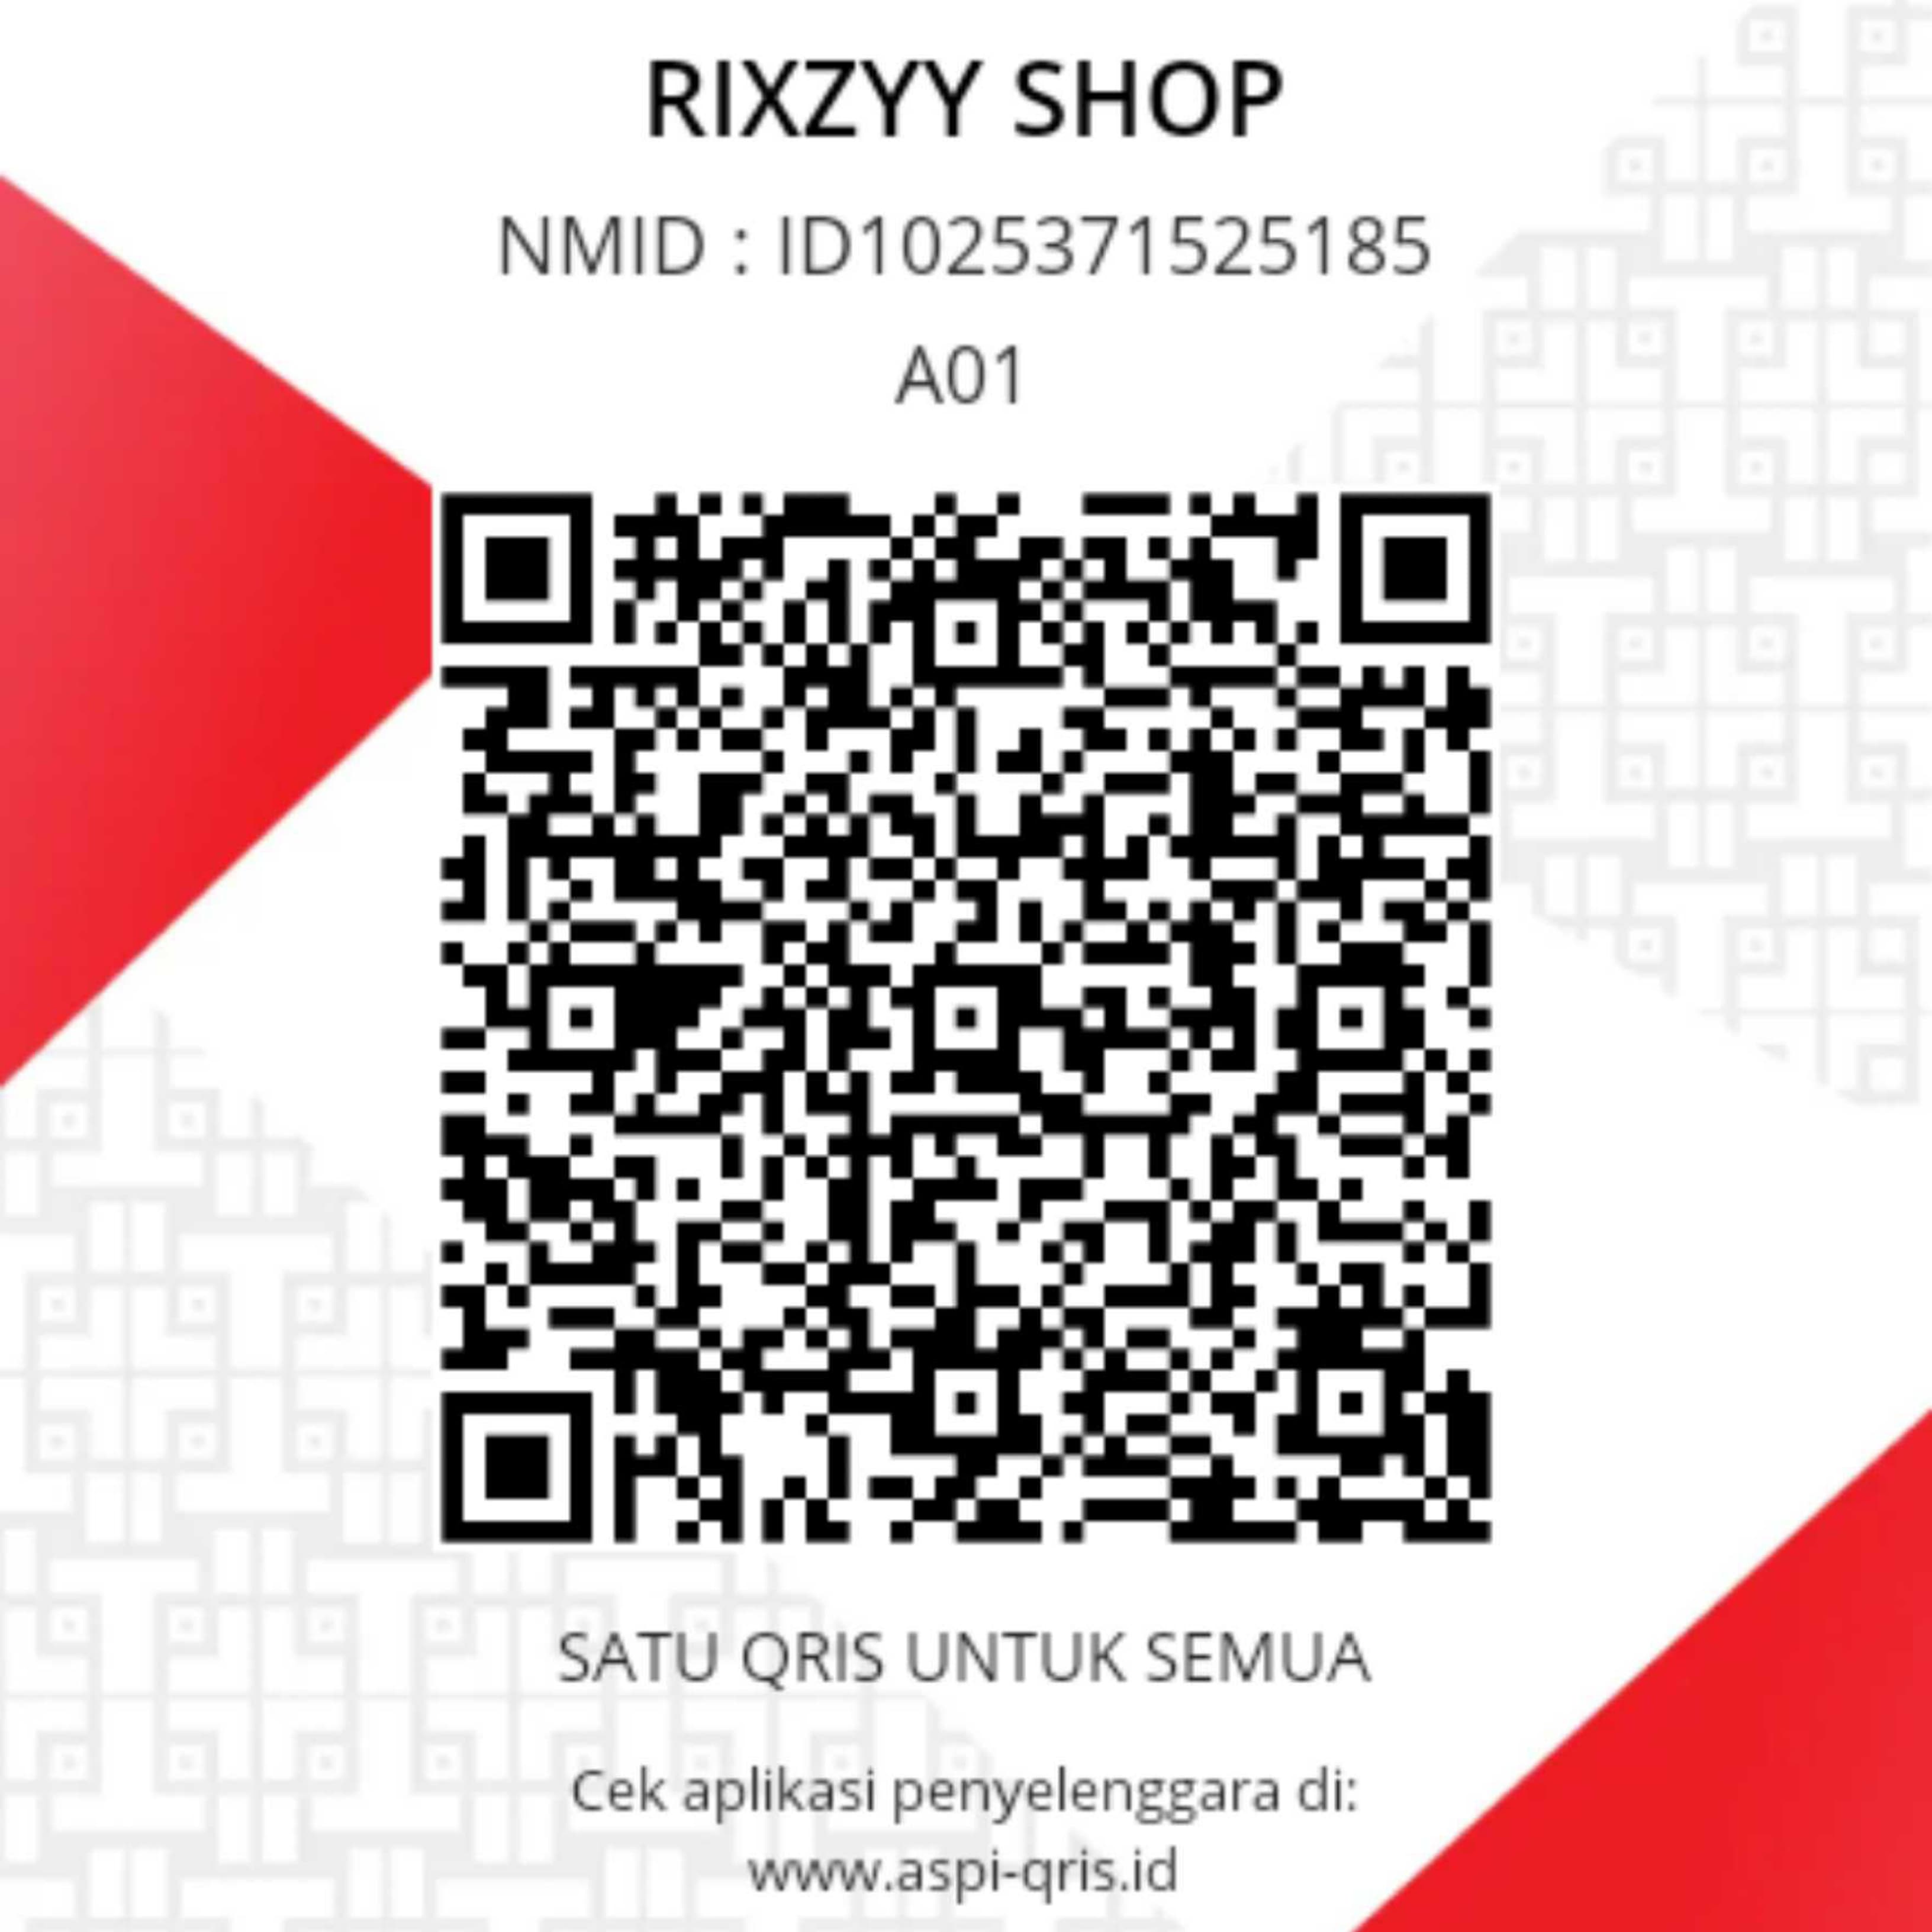 RIXZYY SHOP
NMID : ID1025371525185
A01
SATU QRIS UNTUK SEMUA
Cek aplikasi penyelenggara di:
www.aspi-qris.id